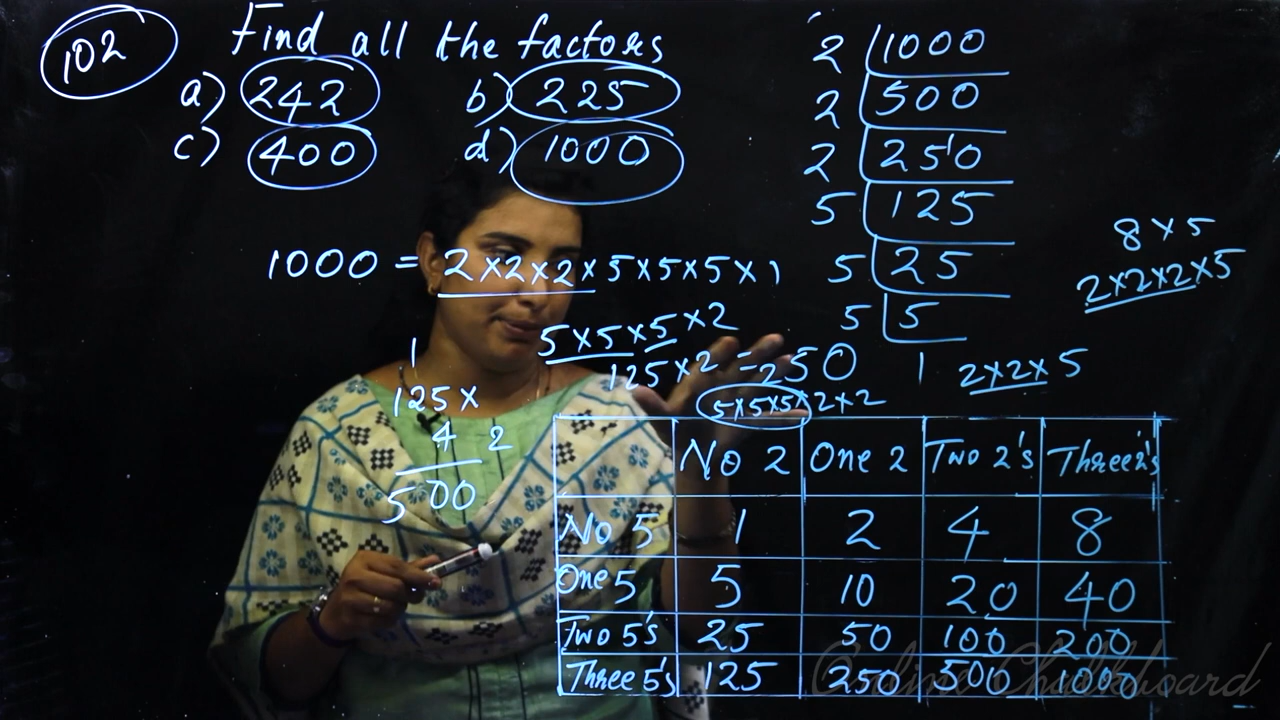 102
Find all the factors
a) 242 b) 225
c) 400 d) 1000
2 1000
2 500
2 250
5 125
5 25
5 5
1
1000 = 2×2×2×5×5×5×1
8×5
2×2×2×5
2×2×5
5×5×5×2
125×2 = 250
5×5×5×2×2
1
125×
4 2
500
No 2 One 2 Two 2's Three 2's
No 5 1 2 4 8
One 5 5 10 20 40
Two 5's 25 50 100 200
Three 5's 125 250 500 1000
Online Chalkboard